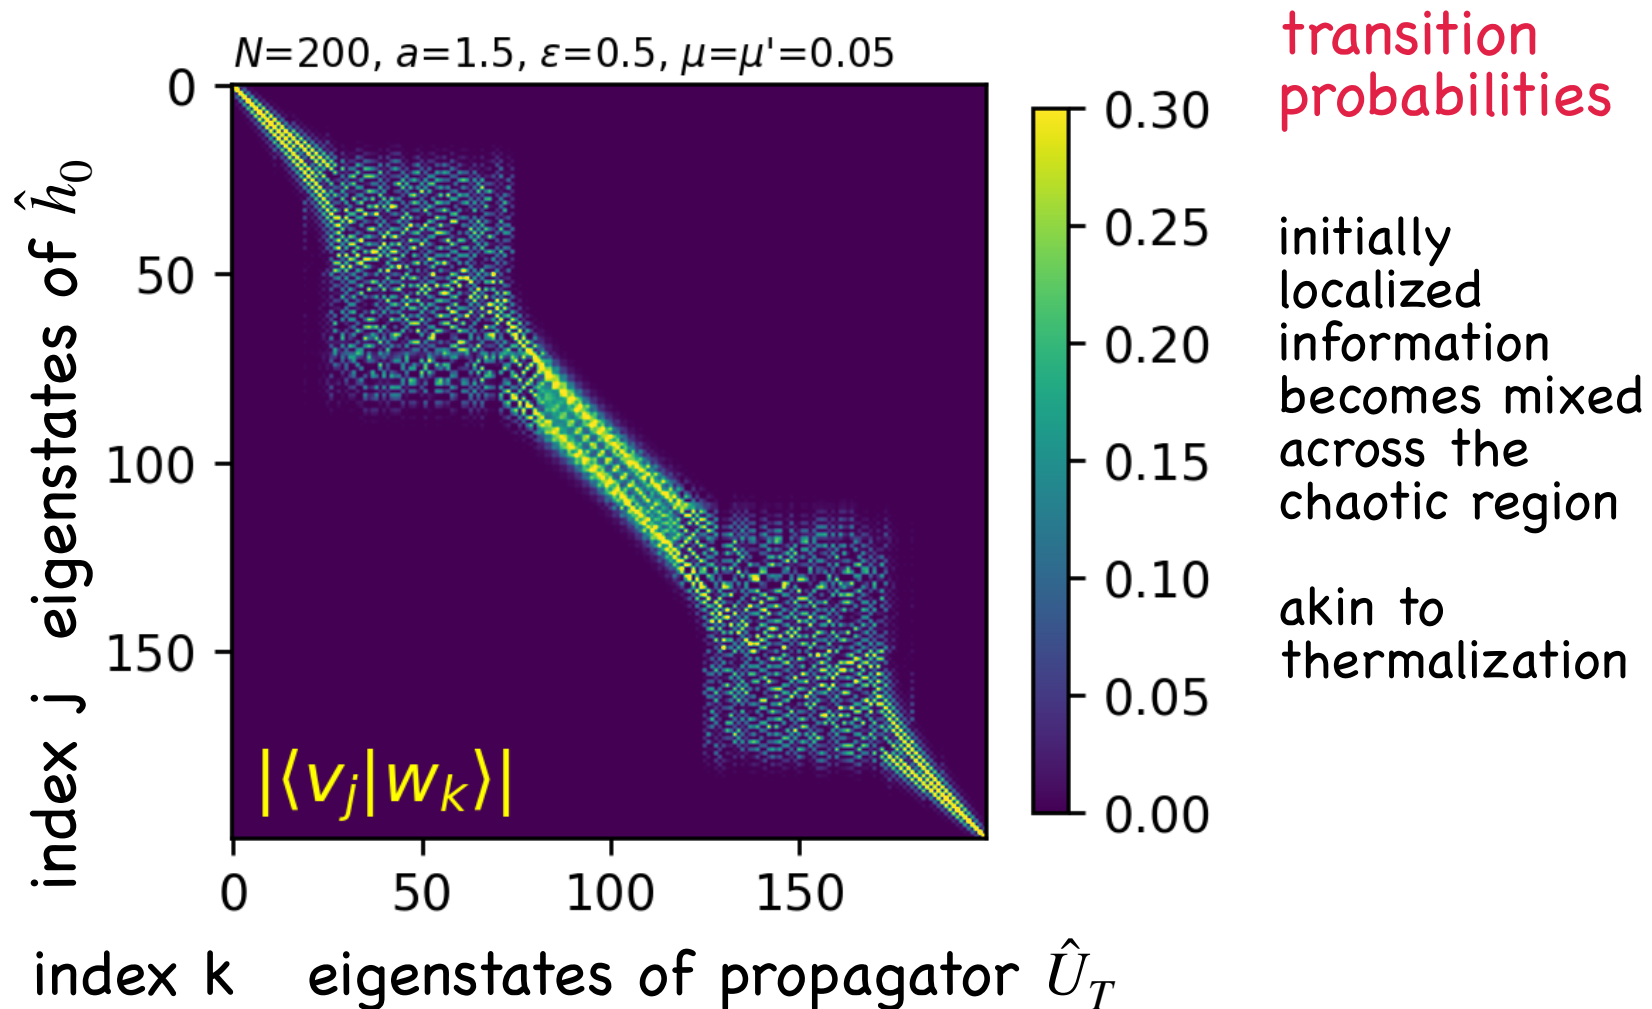 N=200, a=1.5, ε=0.5, μ=μ'=0.05
transition
probabilities
initially
localized
information
becomes mixed
across the
chaotic region
akin to
thermalization
index j eigenstates of ĥ₀
0
50
100
150
|⟨v_j|w_k⟩|
0.30
0.25
0.20
0.15
0.10
0.05
0.00
0 50 100 150
index k eigenstates of propagator Û_T